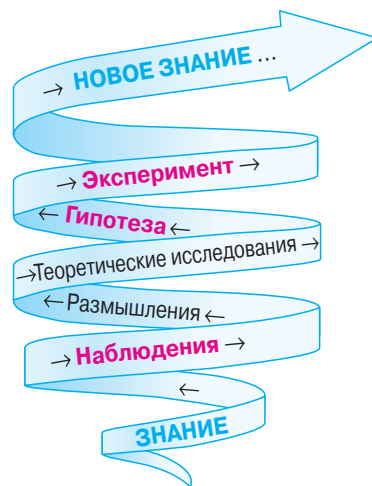 → НОВОЕ ЗНАНИЕ ...
→ Эксперимент →
← Гипотеза ←
→ Теоретические исследования →
← Размышления ←
→ Наблюдения →
←
ЗНАНИЕ